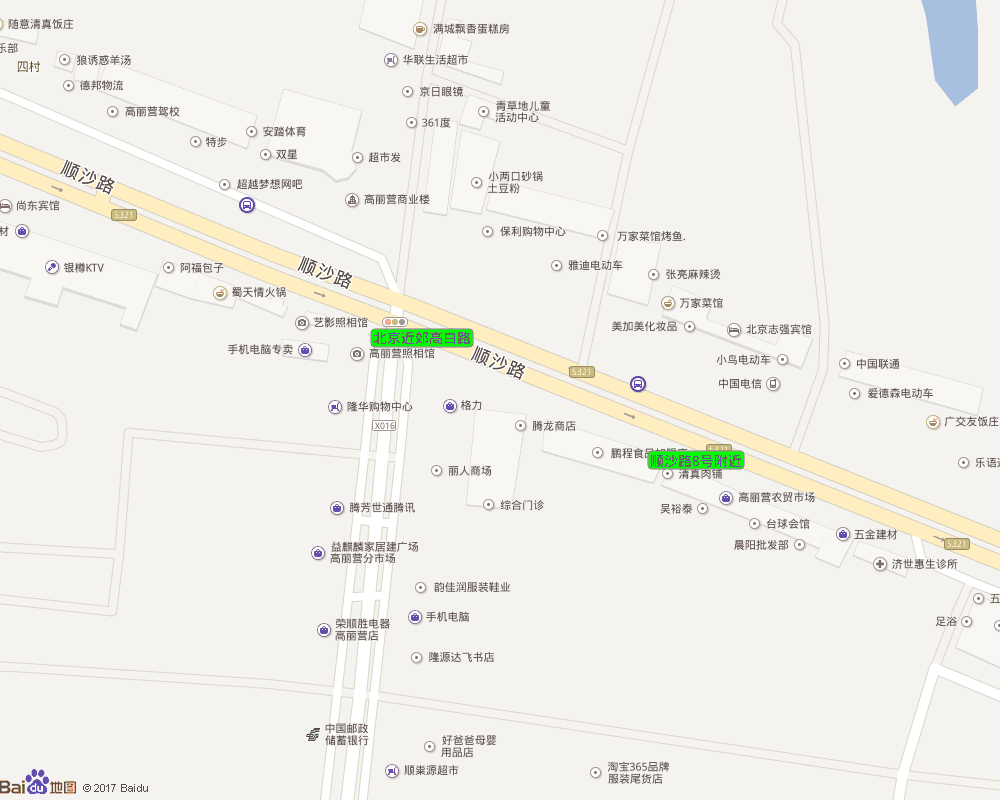 随意清真饭庄
乐部
四村
狼诱惑羊汤
德邦物流
高丽营驾校
特步
安踏体育
双星
超市发
超越梦想网吧
高丽营商业楼
满城飘香蛋糕房
华联生活超市
京日眼镜
361度
青草地儿童
活动中心
小两口砂锅
土豆粉
保利购物中心
万家菜馆烤鱼.
雅迪电动车
张亮麻辣烫
万家菜馆
美加美化妆品
北京志强宾馆
小鸟电动车
中国电信
中国联通
爱德森电动车
广交友饭庄
顺沙路
S321
尚东宾馆
材
银樽KTV
阿福包子
蜀天情火锅
顺沙路
艺影照相馆
北京近郊高白路
手机电脑专卖
高丽营照相馆
顺沙路
S321
隆华购物中心
格力
X016
腾龙商店
S321
顺沙路8号附近
清真肉铺
丽人商场
综合门诊
高丽营农贸市场
吴裕泰
台球会馆
晨阳批发部
五金建材
S321
济世惠生诊所
腾芳世通腾讯
益麒麟家居建广场
高丽营分市场
韵佳润服装鞋业
荣顺胜电器
高丽营店
手机电脑
隆源达飞书店
足浴
五
中国邮政
储蓄银行
好爸爸母婴
用品店
顺粜源超市
淘宝365品牌
服装尾货店
Bai du 地图
© 2017 Baidu